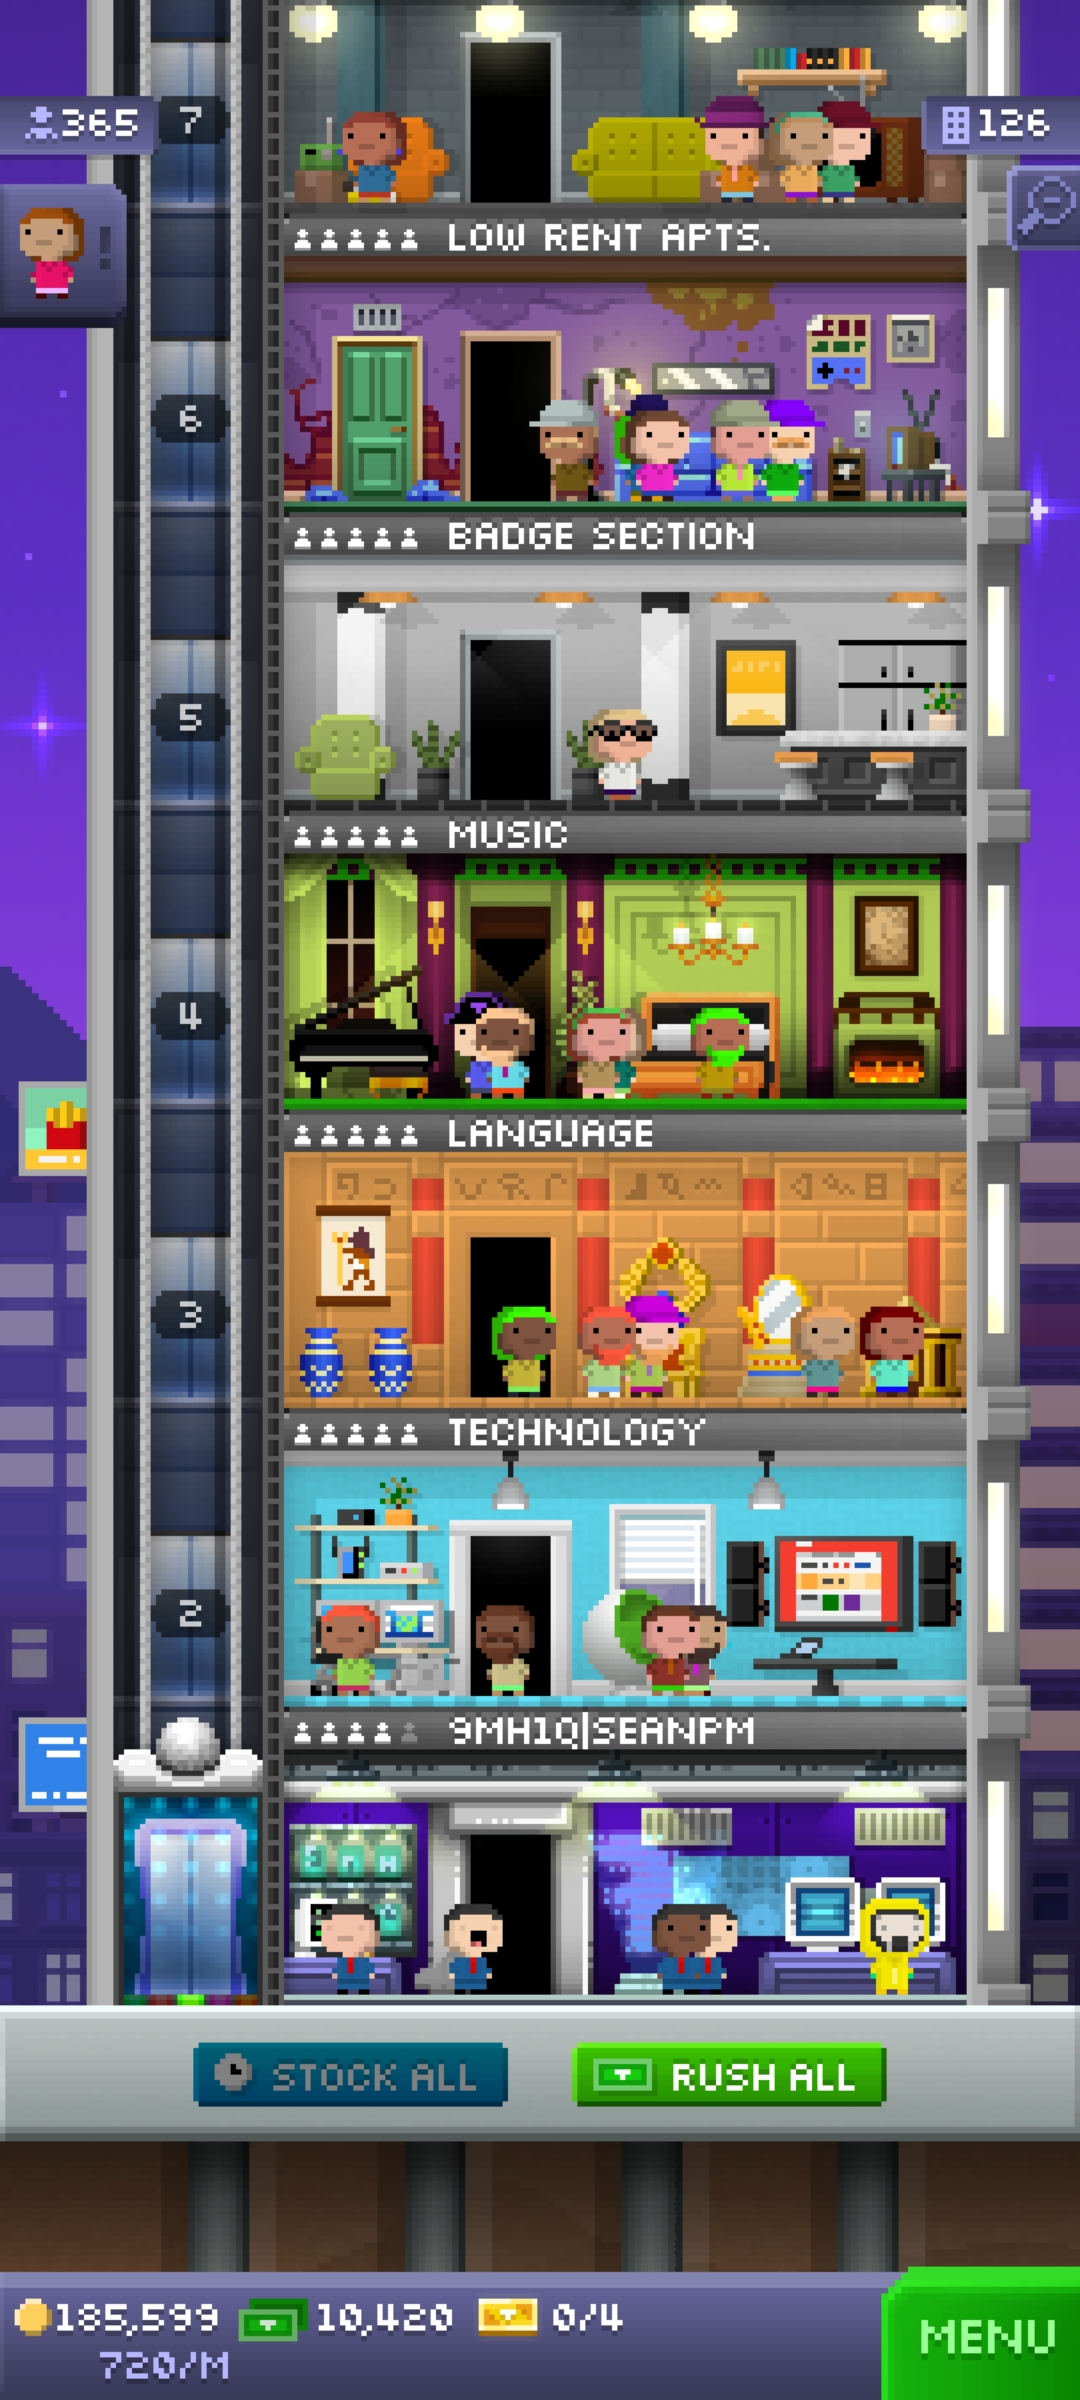 7
365
126
LOW RENT APTS.
6
BADGE SECTION
5
MUSIC
4
LANGUAGE
3
TECHNOLOGY
2
9MH1Q|SEANPM
STOCK ALL
RUSH ALL
185,599
10,420
0/4
720/M
MENU